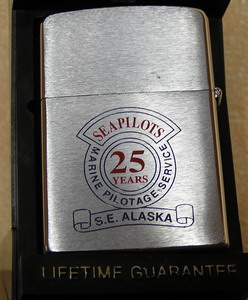 SEAPILOTS
MARINE PILOTAGE SERVICE
25
YEARS
S.E. ALASKA
LIFETIME GUARANTEE